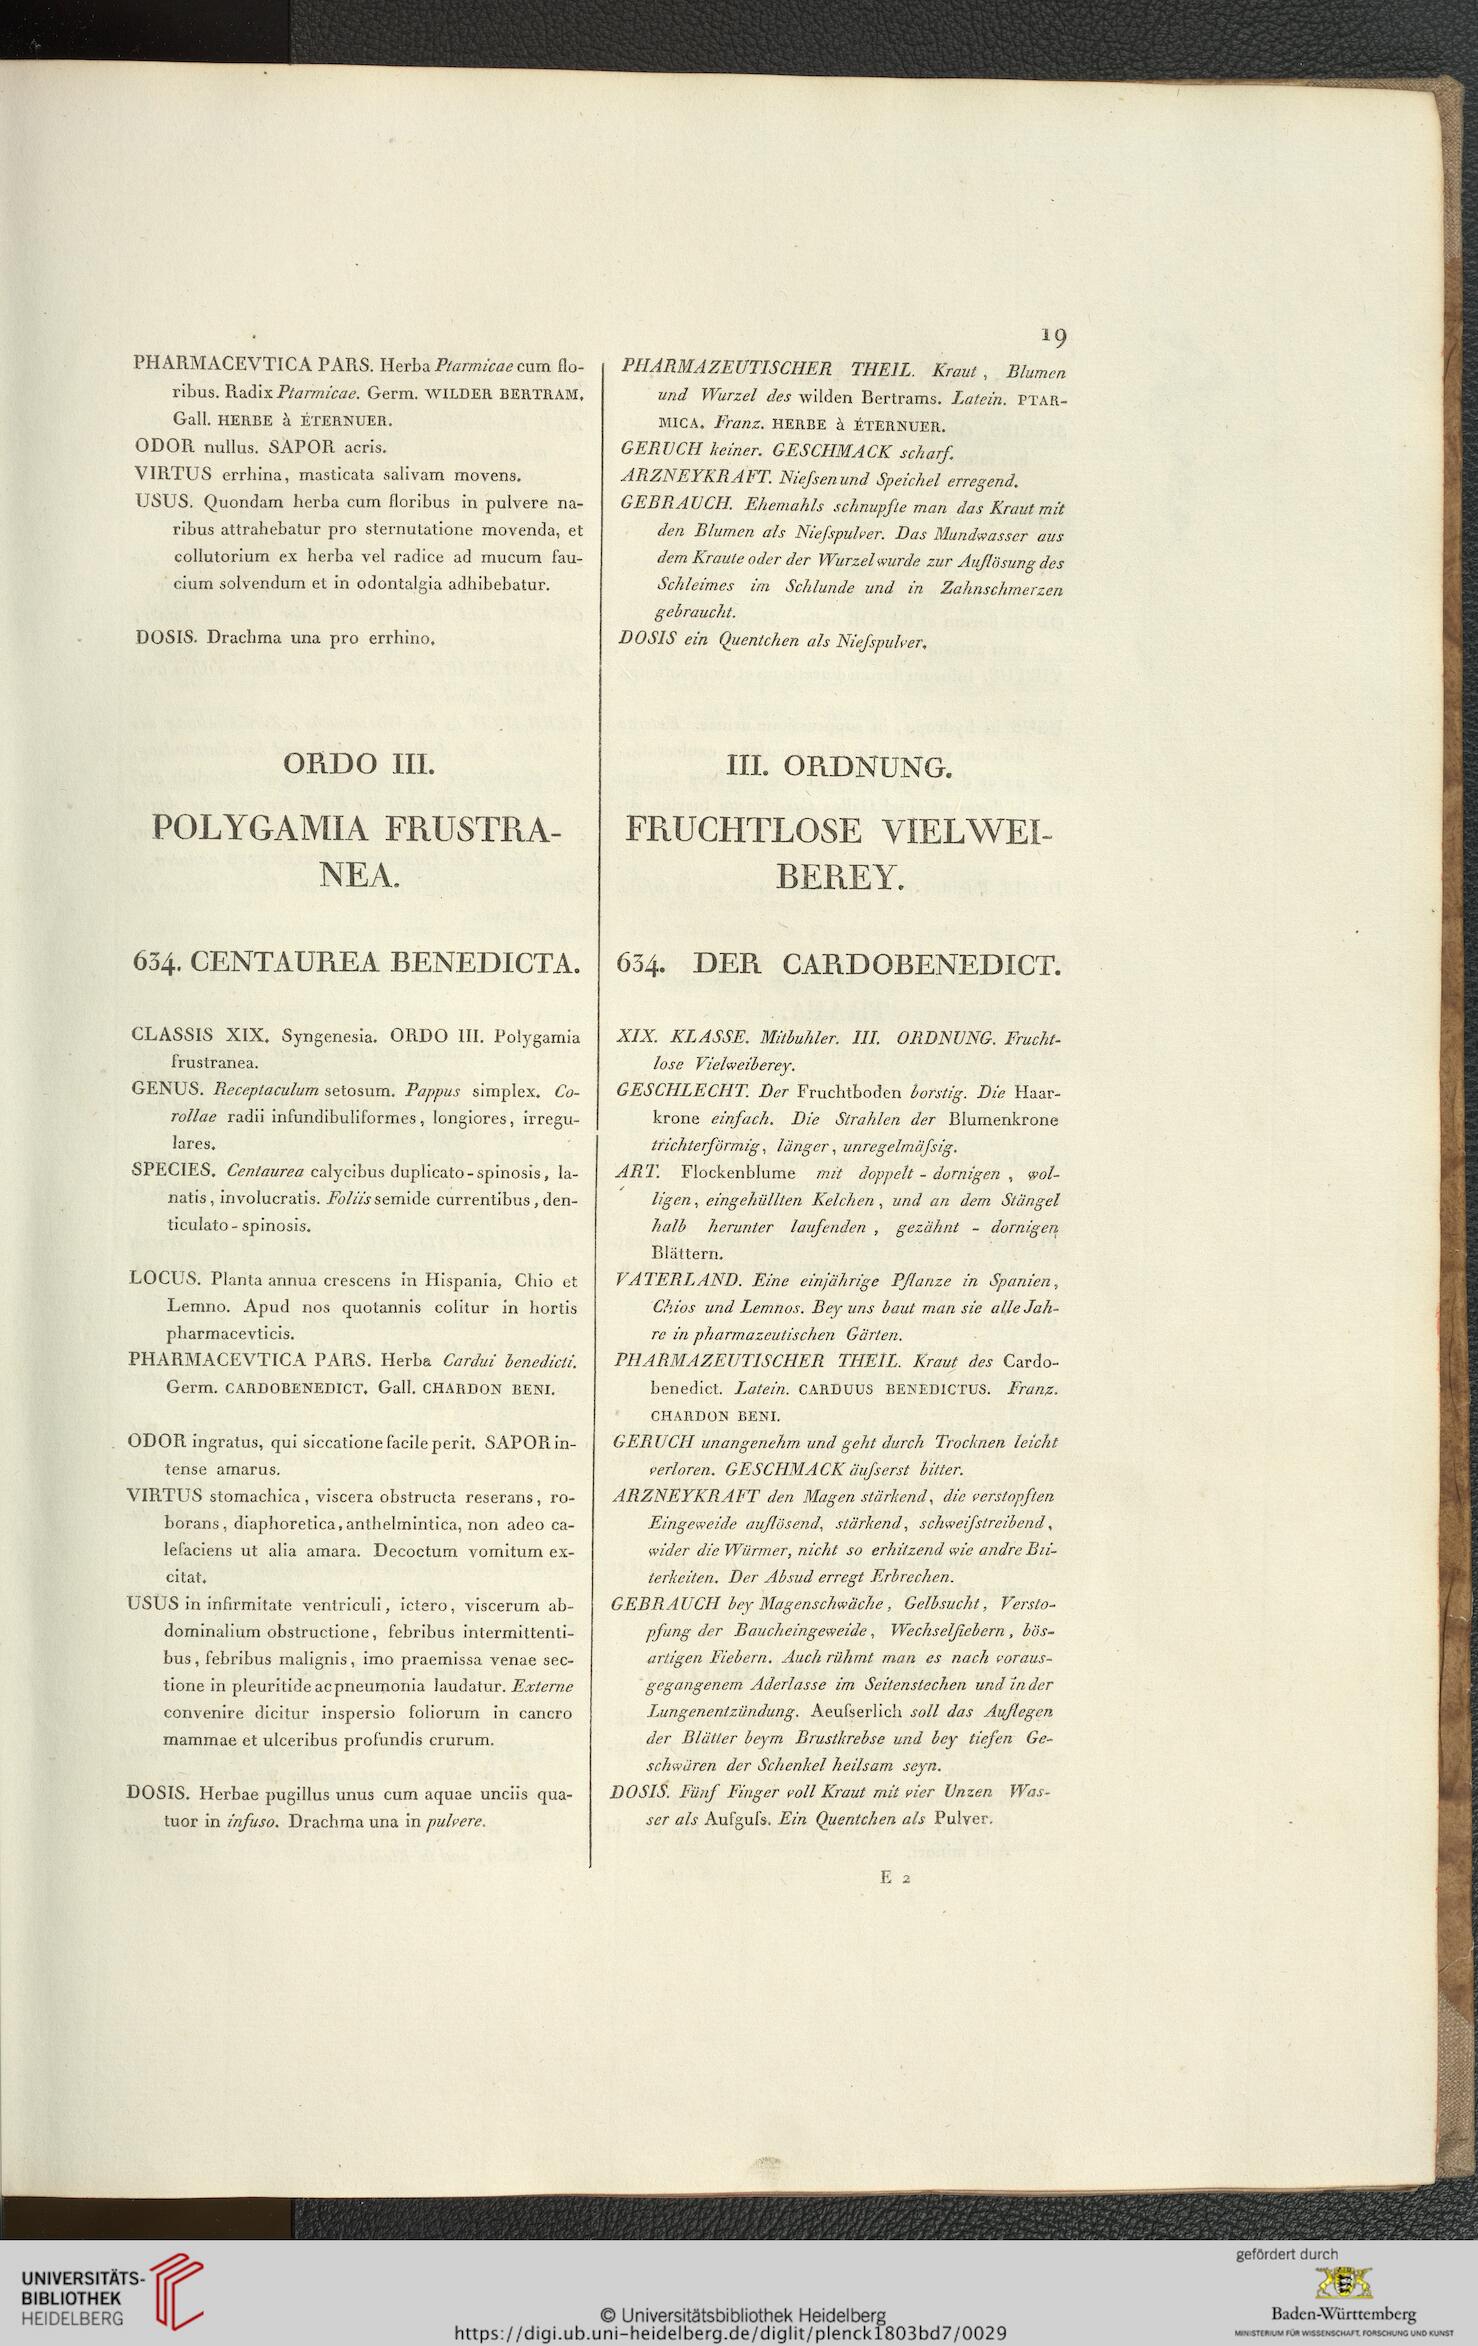 19
PHARMACEVTICA PARS. Herba Ptarmicae cum flo-
ribus. Radix Ptarmicae. Germ. WILDER BERTRAM.
Gall. HERBE à ÉTERNUER.
ODOR nullus. SAPOR acris.
VIRTUS errhina, masticata salivam movens.
USUS. Quondam herba cum floribus in pulvere na-
ribus attrahebatur pro sternutatione movenda, et
collutorium ex herba vel radice ad mucum fau-
cium solvendum et in odontalgia adhibebatur.
DOSIS. Drachma una pro errhino.
ORDO III.
POLYGAMIA FRUSTRA-
NEA.
634. CENTAUREA BENEDICTA.
CLASSIS XIX. Syngenesia. ORDO III. Polygamia
frustranea.
GENUS. Receptaculum setosum. Pappus simplex. Co-
rollae radii infundibuliformes, longiores, irregu-
lares.
SPECIES. Centaurea calycibus duplicato-spinosis, la-
natis, involucratis. Foliis semide currentibus, den-
ticulato-spinosis.
LOCUS. Planta annua crescens in Hispania, Chio et
Lemno. Apud nos quotannis colitur in hortis
pharmacevticis.
PHARMACEVTICA PARS. Herba Cardui benedicti.
Germ. CARDOBENEDICT. Gall. CHARDON BENI.
ODOR ingratus, qui siccatione facile perit. SAPOR in-
tense amarus.
VIRTUS stomachica, viscera obstructa reserans, ro-
borans, diaphoretica, anthelmintica, non adeo ca-
lefaciens ut alia amara. Decoctum vomitum ex-
citat.
USUS in infirmitate ventriculi, ictero, viscerum ab-
dominalium obstructione, febribus intermittenti-
bus, febribus malignis, imo praemissa venae sec-
tione in pleuritide ac pneumonia laudatur. Externe
convenire dicitur inspersio foliorum in cancro
mammae et ulceribus profundis crurum.
DOSIS. Herbae pugillus unus cum aquae unciis qua-
tuor in infuso. Drachma una in pulvere.
PHARMAZEUTISCHER THEIL. Kraut, Blumen
und Wurzel des wilden Bertrams. Latein. PTAR-
MICA. Franz. HERBE à ÉTERNUER.
GERUCH keiner. GESCHMACK scharf.
ARZNEYKRAFT. Nieſsen und Speichel erregend.
GEBRAUCH. Ehemahls schnupfte man das Kraut mit
den Blumen als Nieſspulver. Das Mundwasser aus
dem Kraute oder der Wurzel wurde zur Auflösung des
Schleimes im Schlunde und in Zahnschmerzen
gebraucht.
DOSIS ein Quentchen als Nieſspulver.
III. ORDNUNG.
FRUCHTLOSE VIELWEI-
BEREY.
634. DER CARDOBENEDICT.
XIX. KLASSE. Mitbuhler. III. ORDNUNG. Frucht-
lose Vielweiberey.
GESCHLECHT. Der Fruchtboden borstig. Die Haar-
krone einfach. Die Strahlen der Blumenkrone
trichterförmig, länger, unregelmäſsig.
ART. Flockenblume mit doppelt-dornigen, wol-
ligen, eingehüllten Kelchen, und an dem Stängel
halb herunter laufenden, gezähnt-dornigen
Blättern.
VATERLAND. Eine einjährige Pflanze in Spanien,
Chios und Lemnos. Bey uns baut man sie alle Jah-
re in pharmazeutischen Gärten.
PHARMAZEUTISCHER THEIL. Kraut des Cardo-
benedict. Latein. CARDUUS BENEDICTUS. Franz.
CHARDON BENI.
GERUCH unangenehm und geht durch Trocknen leicht
verloren. GESCHMACK äuſserst bitter.
ARZNEYKRAFT den Magen stärkend, die verstopften
Eingeweide auflösend, stärkend, schweiſstreibend,
wider die Würmer, nicht so erhitzend wie andre Bit-
terkeiten. Der Absud erregt Erbrechen.
GEBRAUCH bey Magenschwäche, Gelbsucht, Versto-
pfung der Baucheingeweide, Wechselfiebern, bös-
artigen Fiebern. Auch rühmt man es nach voraus-
gegangenem Aderlasse im Seitenstechen und in der
Lungenentzündung. Aeuſserlich soll das Auflegen
der Blätter beym Brustkrebse und bey tiefen Ge-
schwüren der Schenkel heilsam seyn.
DOSIS. Fünf Finger voll Kraut mit vier Unzen Was-
ser als Aufguſs. Ein Quentchen als Pulver.
E 2
UNIVERSITÄTS-
BIBLIOTHEK
HEIDELBERG
© Universitätsbibliothek Heidelberg
https://digi.ub.uni-heidelberg.de/diglit/plenck1803bd7/0029
gefördert durch
Baden-Württemberg
MINISTERIUM FÜR WISSENSCHAFT, FORSCHUNG UND KUNST